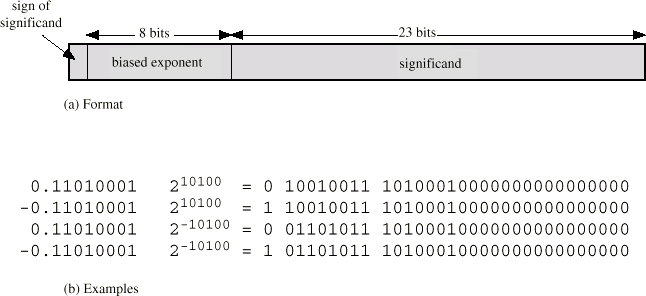 sign of
significand
8 bits
23 bits
biased exponent
significand
(a) Format
0.11010001 2^10100 = 0 10010011 10100010000000000000000
-0.11010001 2^10100 = 1 10010011 10100010000000000000000
0.11010001 2^-10100 = 0 01101011 10100010000000000000000
-0.11010001 2^-10100 = 1 01101011 10100010000000000000000
(b) Examples